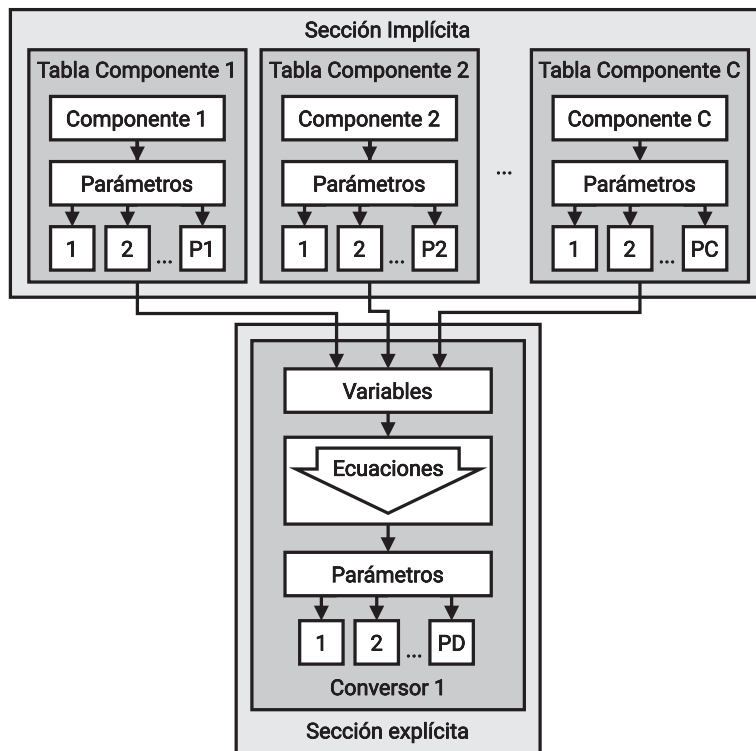 Sección Implícita
Tabla Componente 1
Tabla Componente 2
Tabla Componente C
Componente 1
Componente 2
Componente C
Parámetros
Parámetros
...
Parámetros
1 2 ... P1
1 2 ... P2
1 2 ... PC
Variables
Ecuaciones
Parámetros
1 2 ... PD
Conversor 1
Sección explícita